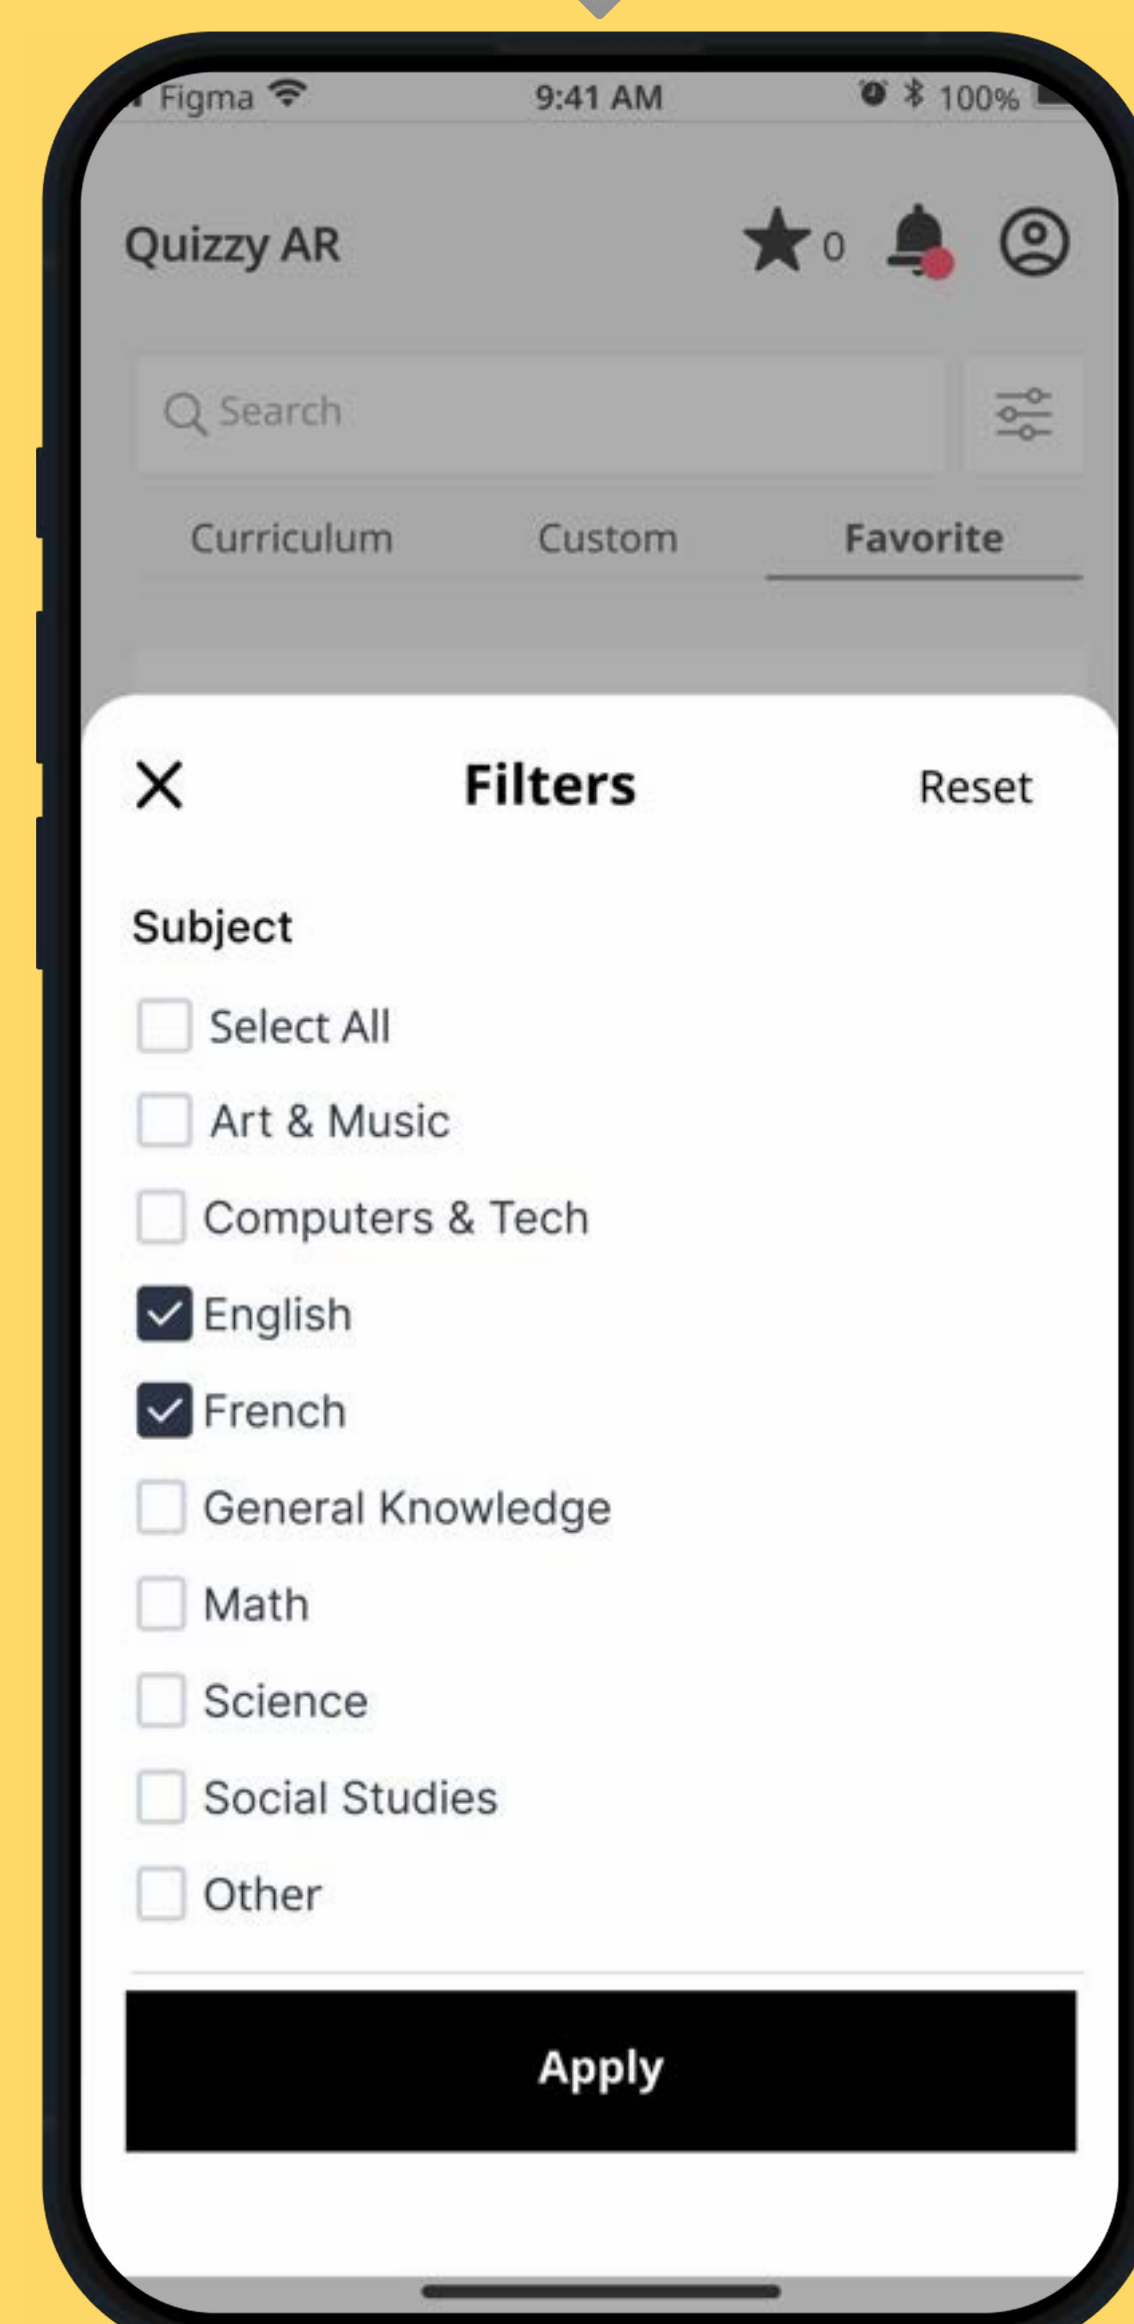 Figma 9:41 AM 100%
Quizzy AR 0
Search
Curriculum Custom Favorite
Filters Reset
Subject
Select All
Art & Music
Computers & Tech
English
French
General Knowledge
Math
Science
Social Studies
Other
Apply